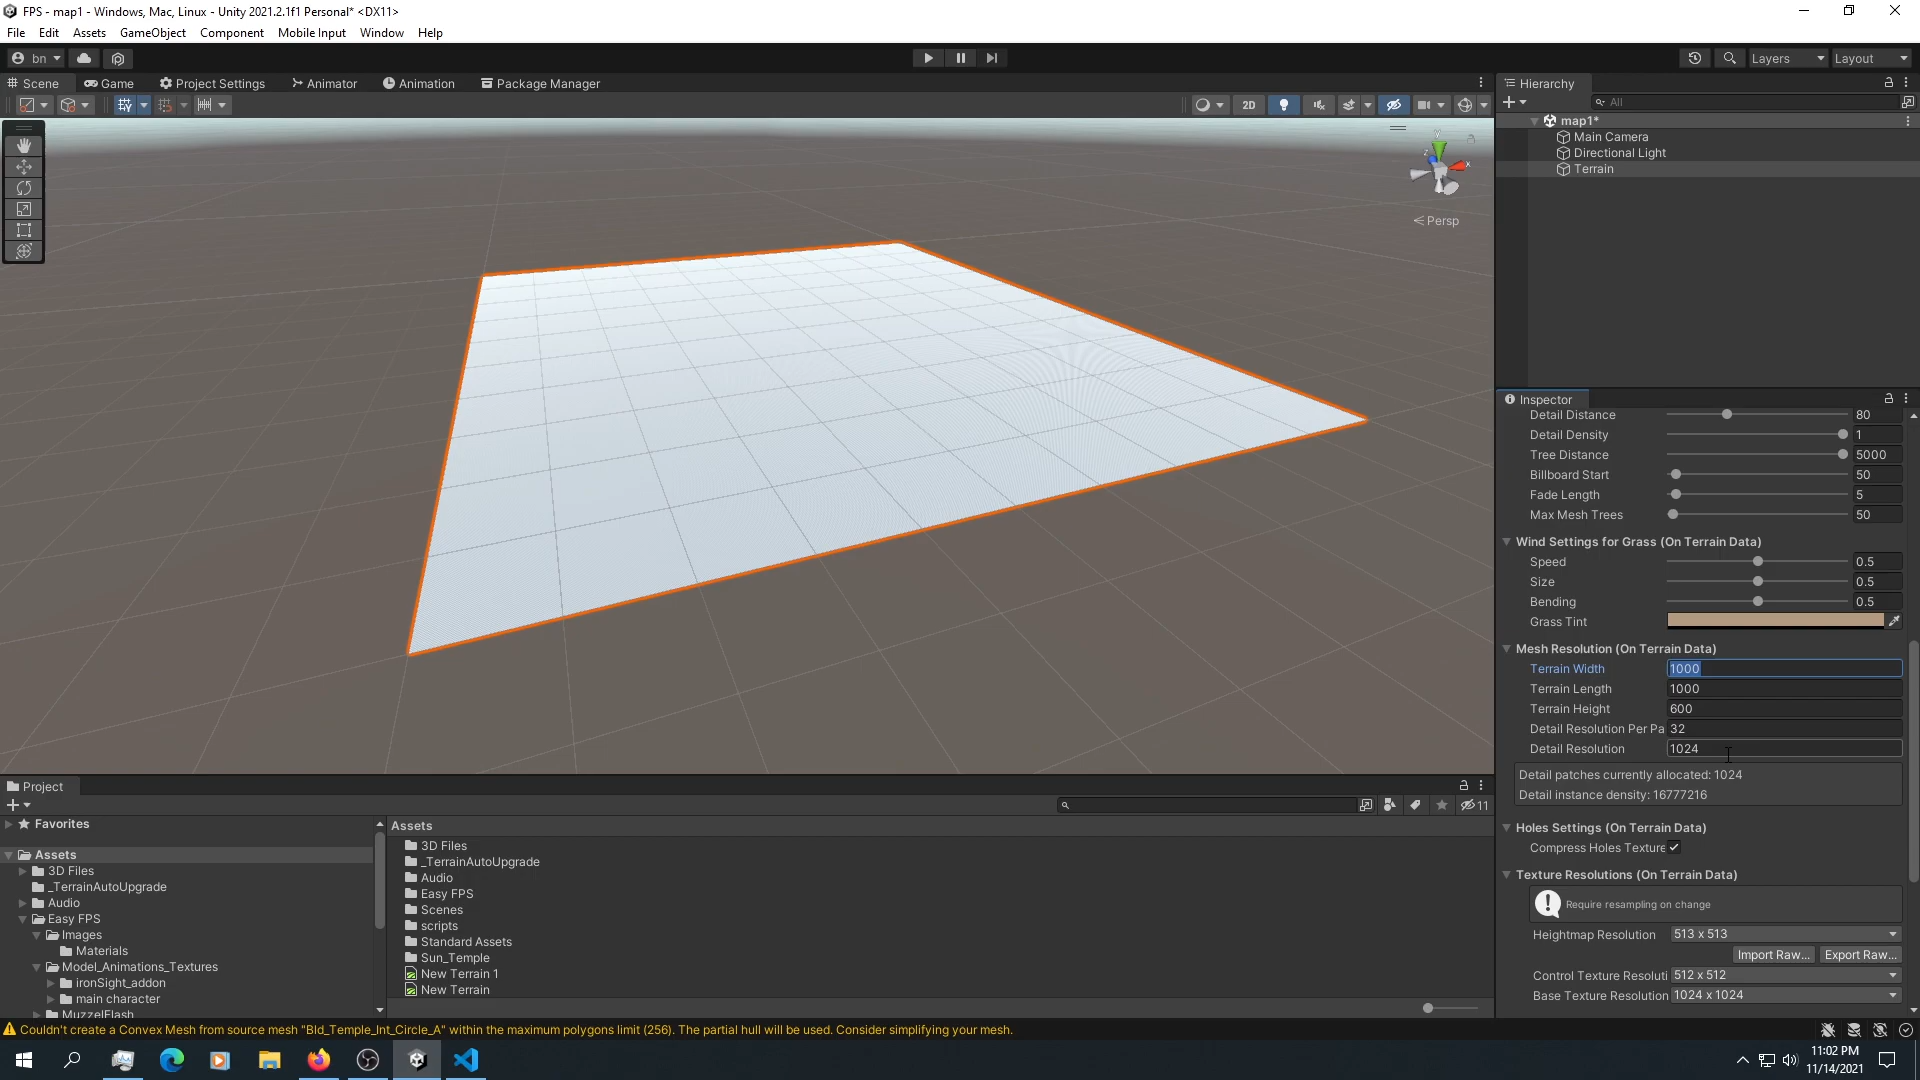 FPS - map1 - Windows, Mac, Linux - Unity 2021.2.1f1 Personal* <DX11>
File Edit Assets GameObject Component Mobile Input Window Help
bn
Layers Layout
Scene Game Project Settings Animator Animation Package Manager
2D
y
z
x
Persp
Hierarchy
All
map1*
Main Camera
Directional Light
Terrain
Inspector
Detail Distance 80
Detail Density 1
Tree Distance 5000
Billboard Start 50
Fade Length 5
Max Mesh Trees 50
Wind Settings for Grass (On Terrain Data)
Speed 0.5
Size 0.5
Bending 0.5
Grass Tint
Mesh Resolution (On Terrain Data)
Terrain Width 1000
Terrain Length 1000
Terrain Height 600
Detail Resolution Per Pa 32
Detail Resolution 1024
Detail patches currently allocated: 1024
Detail instance density: 16777216
Holes Settings (On Terrain Data)
Compress Holes Texture
Texture Resolutions (On Terrain Data)
Require resampling on change
Heightmap Resolution 513 x 513
Import Raw... Export Raw...
Control Texture Resoluti 512 x 512
Base Texture Resolution 1024 x 1024
Project
11
Favorites
Assets
3D Files
_TerrainAutoUpgrade
Audio
Easy FPS
Images
Materials
Model_Animations_Textures
ironSight_addon
main character
MuzzelFlash
Assets
3D Files
_TerrainAutoUpgrade
Audio
Easy FPS
Scenes
scripts
Standard Assets
Sun_Temple
New Terrain 1
New Terrain
Couldn't create a Convex Mesh from source mesh "Bld_Temple_Int_Circle_A" within the maximum polygons limit (256). The partial hull will be used. Consider simplifying your mesh.
11:02 PM
11/14/2021